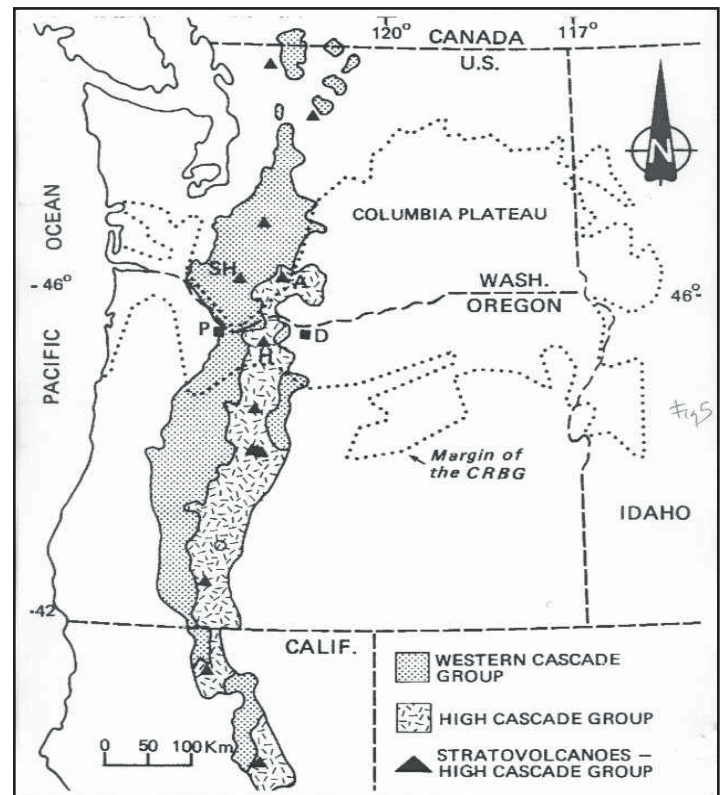 120°
117°
CANADA
U.S.
N
COLUMBIA PLATEAU
OCEAN
PACIFIC
SH
A
- 46°
WASH.
46°-
OREGON
P
D
H
Fig 5
Margin of
the CRBG
IDAHO
-42
CALIF.
WESTERN CASCADE
GROUP
HIGH CASCADE GROUP
0 50 100 Km.
STRATOVOLCANOES –
HIGH CASCADE GROUP